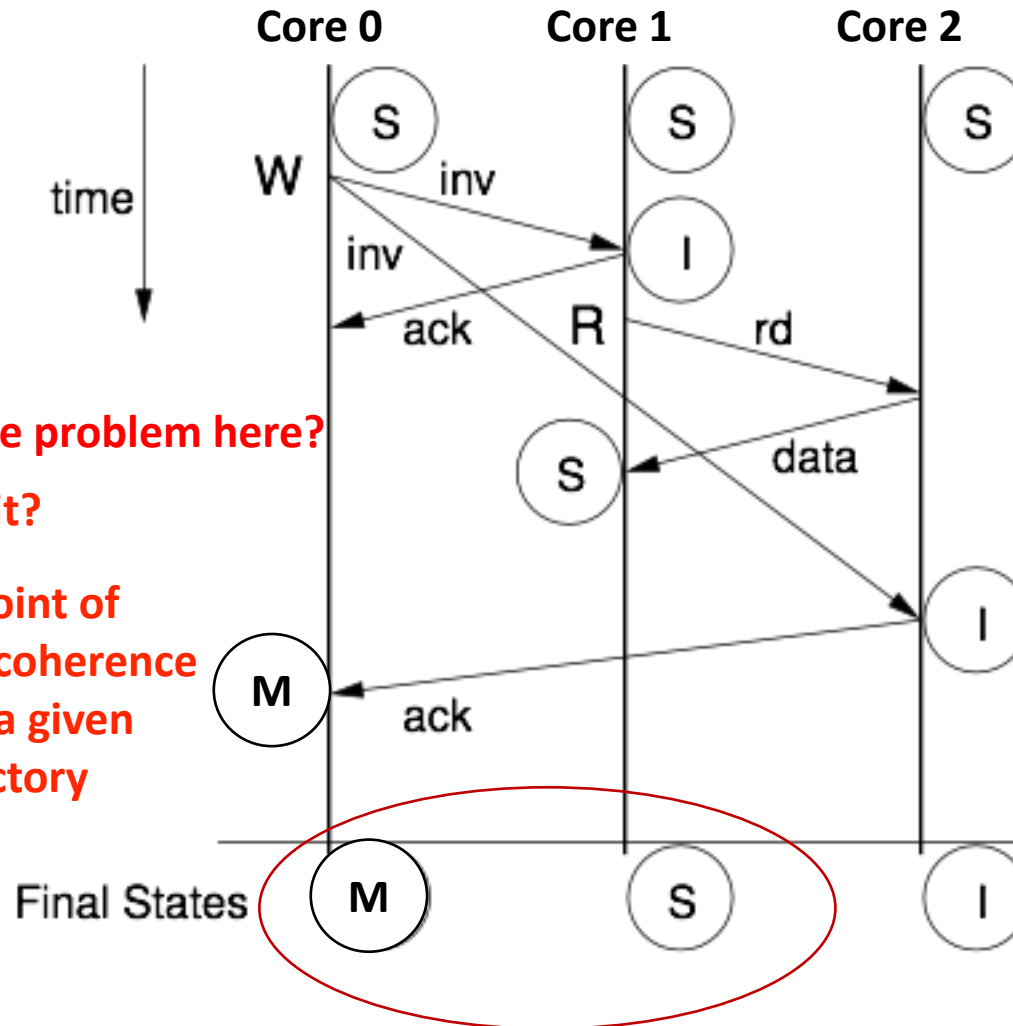 Core 0 Core 1 Core 2
S S S
time
W inv
inv I
ack R rd
e problem here?
data
S
it?
oint of
coherence
a given
ctory
I
M
ack
Final States M S I